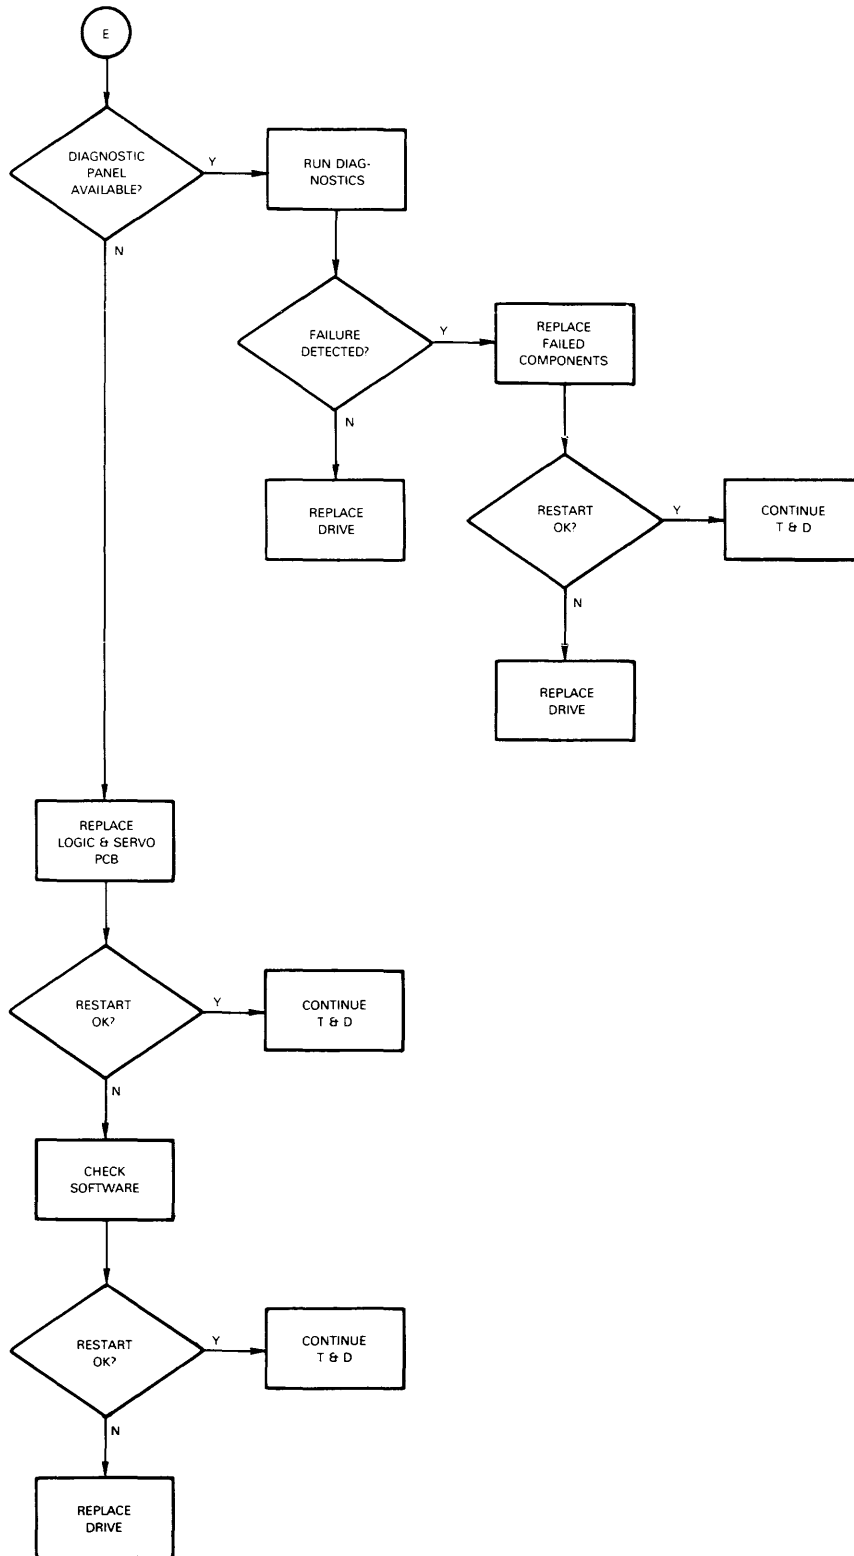 E
DIAGNOSTIC
PANEL
AVAILABLE?
Y
RUN DIAG-
NOSTICS
N
FAILURE
DETECTED?
Y
REPLACE
FAILED
COMPONENTS
N
REPLACE
DRIVE
RESTART
OK?
Y
CONTINUE
T & D
N
REPLACE
DRIVE
REPLACE
LOGIC & SERVO
PCB
RESTART
OK?
Y
CONTINUE
T & D
N
CHECK
SOFTWARE
RESTART
OK?
Y
CONTINUE
T & D
N
REPLACE
DRIVE